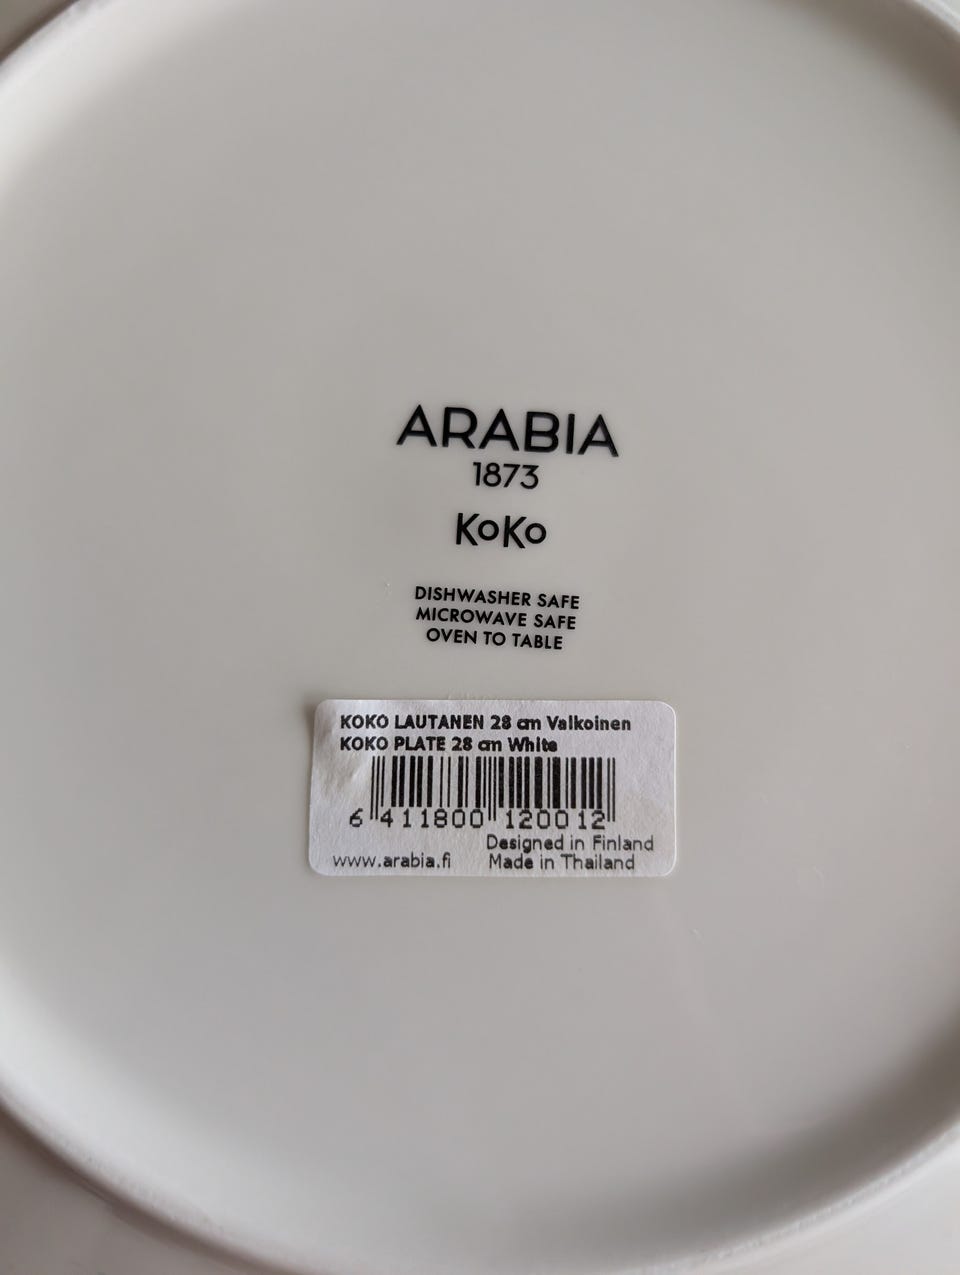 ARABIA
1873
KoKo
DISHWASHER SAFE
MICROWAVE SAFE
OVEN TO TABLE
KOKO LAUTANEN 28 cm Valkoinen
KOKO PLATE 28 cm White
6 411800 120012
Designed in Finland
www.arabia.fi Made in Thailand